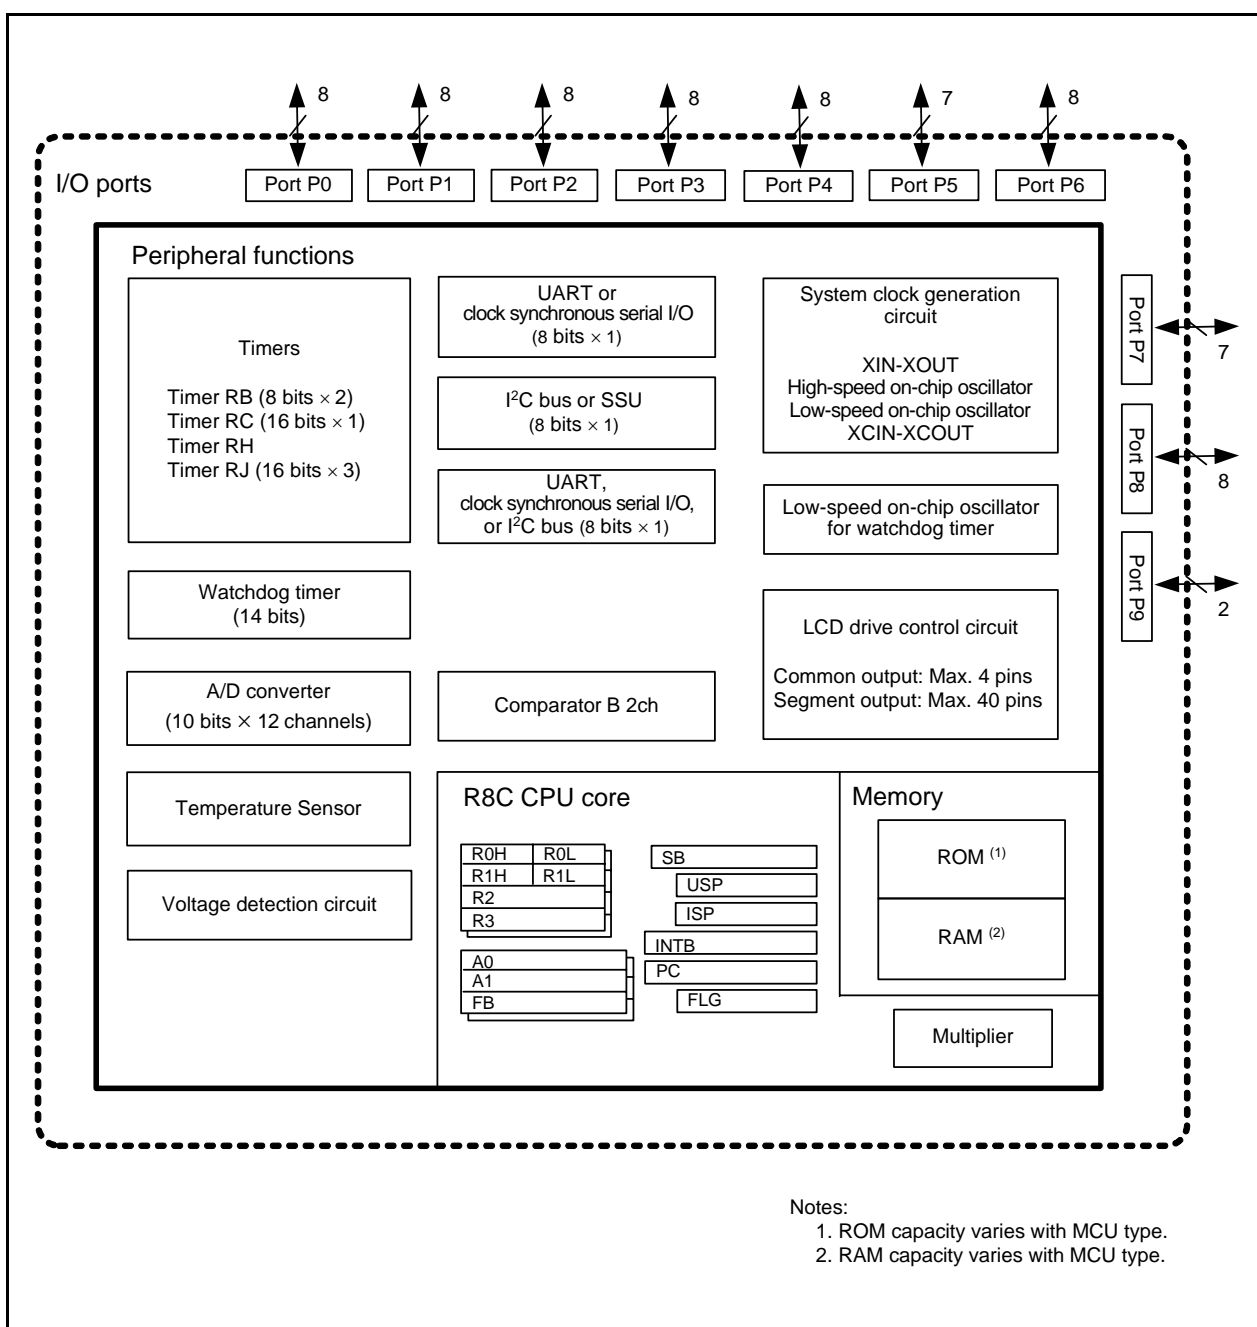 8
8
8
8
8
7
8
I/O ports
Port P0
Port P1
Port P2
Port P3
Port P4
Port P5
Port P6
Peripheral functions
Timers
Timer RB (8 bits × 2)
Timer RC (16 bits × 1)
Timer RH
Timer RJ (16 bits × 3)
UART or
clock synchronous serial I/O
(8 bits × 1)
I²C bus or SSU
(8 bits × 1)
UART,
clock synchronous serial I/O,
or I²C bus (8 bits × 1)
System clock generation
circuit
XIN-XOUT
High-speed on-chip oscillator
Low-speed on-chip oscillator
XCIN-XCOUT
Low-speed on-chip oscillator
for watchdog timer
Port P7
7
Port P8
8
Port P9
2
Watchdog timer
(14 bits)
LCD drive control circuit
Common output: Max. 4 pins
Segment output: Max. 40 pins
A/D converter
(10 bits × 12 channels)
Comparator B 2ch
Temperature Sensor
Voltage detection circuit
R8C CPU core
R0H
R0L
R1H
R1L
R2
R3
A0
A1
FB
SB
USP
ISP
INTB
PC
FLG
Memory
ROM (1)
RAM (2)
Multiplier
Notes:
1. ROM capacity varies with MCU type.
2. RAM capacity varies with MCU type.